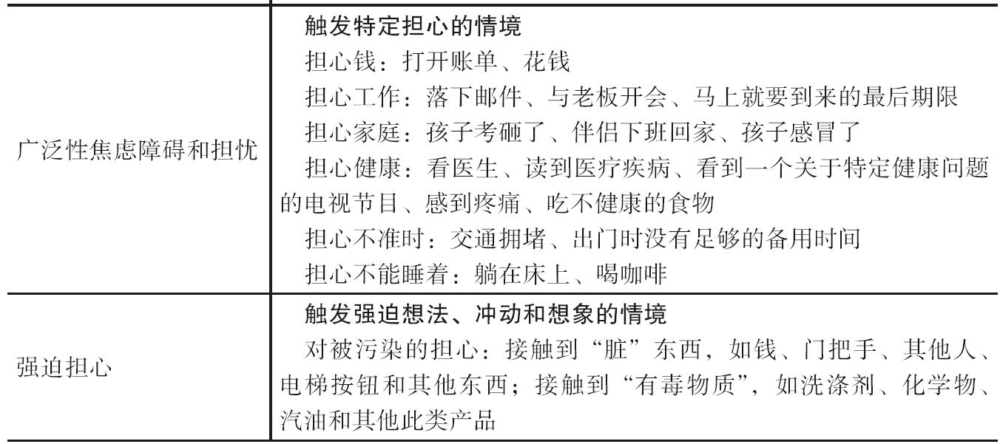 触发特定担心的情境
担心钱：打开账单、花钱
担心工作：落下邮件、与老板开会、马上就要到来的最后期限
担心家庭：孩子考砸了、伴侣下班回家、孩子感冒了
广泛性焦虑障碍和担忧
担心健康：看医生、读到医疗疾病、看到一个关于特定健康问题
的电视节目、感到疼痛、吃不健康的食物
担心不准时：交通拥堵、出门时没有足够的备用时间
担心不能睡着：躺在床上、喝咖啡
触发强迫想法、冲动和想象的情境
对被污染的担心：接触到“脏”东西，如钱、门把手、其他人、
强迫担心
电梯按钮和其他东西；接触到“有毒物质”，如洗涤剂、化学物、
汽油和其他此类产品